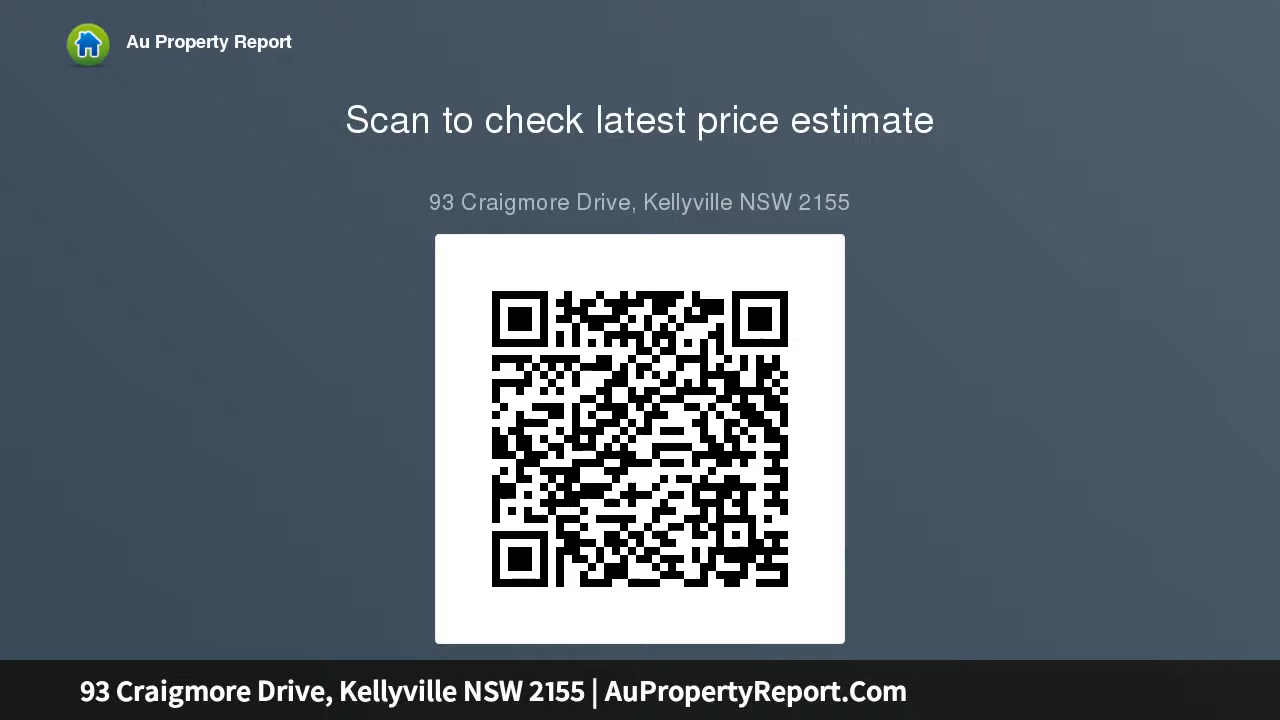 Au Property Report
Scan to check latest price estimate
93 Craigmore Drive, Kellyville NSW 2155
93 Craigmore Drive, Kellyville NSW 2155 | AuPropertyReport.Com